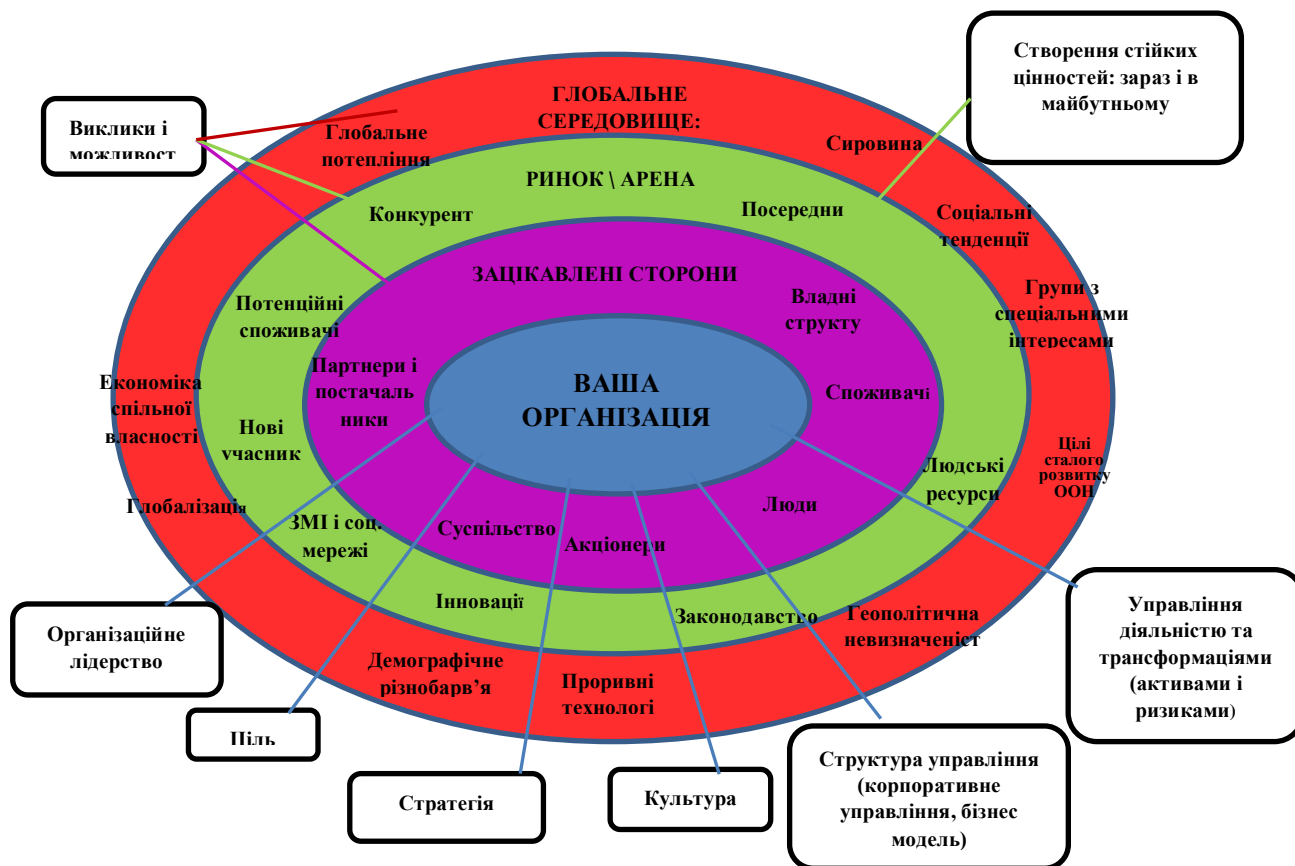 Створення стійких
цінностей: зараз і в
майбутньому
Виклики і
можливост
ГЛОБАЛЬНЕ
СЕРЕДОВИЩЕ:
Глобальне
потепління
Сировина
РИНОК \ АРЕНА
Конкурент
Посередни
Соціальні
тенденції
ЗАЦІКАВЛЕНІ СТОРОНИ
Владні
структу
Групи з
спеціальними
інтересами
Потенційні
споживачі
Партнери і
постачаль
ники
ВАША
ОРГАНІЗАЦІЯ
Споживачі
Економіка
спільної
власності
Нові
учасник
Людські
ресурси
Цілі
сталого
розвитку
ООН
Глобалізація
ЗМІ і соц.
мережі
Суспільство
Акціонери
Люди
Інновації
Законодавство
Геополітична
невизначеніст
Демографічне
різнобарв’я
Проривні
технологі
Організаційне
лідерство
Ціль
Стратегія
Культура
Структура управління
(корпоративне
управління, бізнес
модель)
Управління
діяльністю та
трансформаціями
(активами і
ризиками)